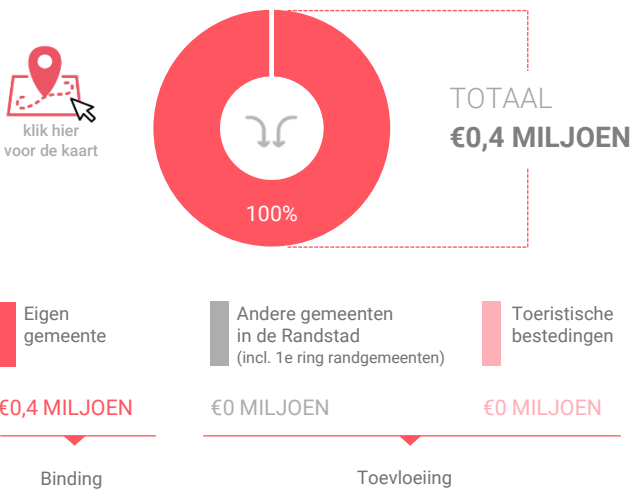 klik hier
voor de kaart
TOTAAL
€0,4 MILJOEN
100%
Eigen
gemeente
Andere gemeenten
in de Randstad
(incl. 1e ring randgemeenten)
Toeristische
bestedingen
€0,4 MILJOEN
€0 MILJOEN
€0 MILJOEN
Binding
Toevloeiing